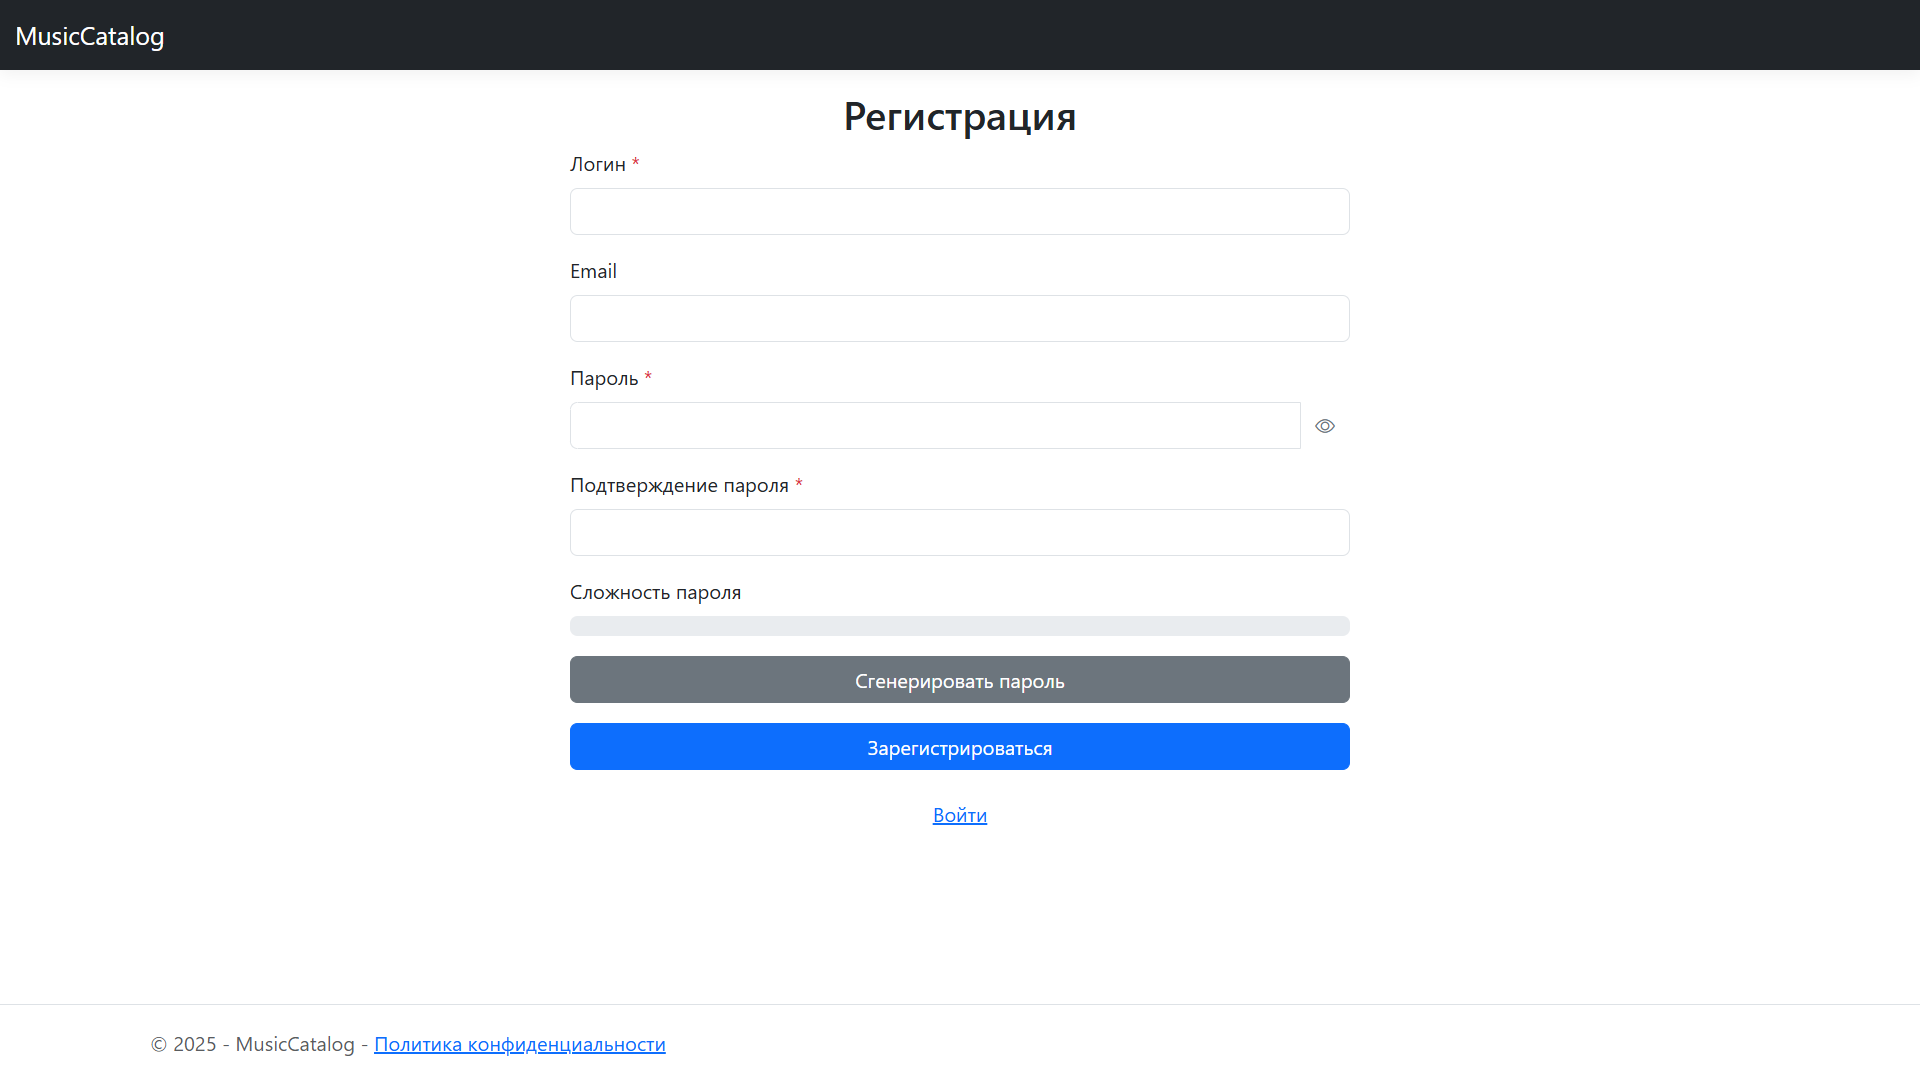 MusicCatalog
Регистрация
Логин *
Email
Пароль *
Подтверждение пароля *
Сложность пароля
Сгенерировать пароль
Зарегистрироваться
Войти
© 2025 - MusicCatalog - Политика конфиденциальности